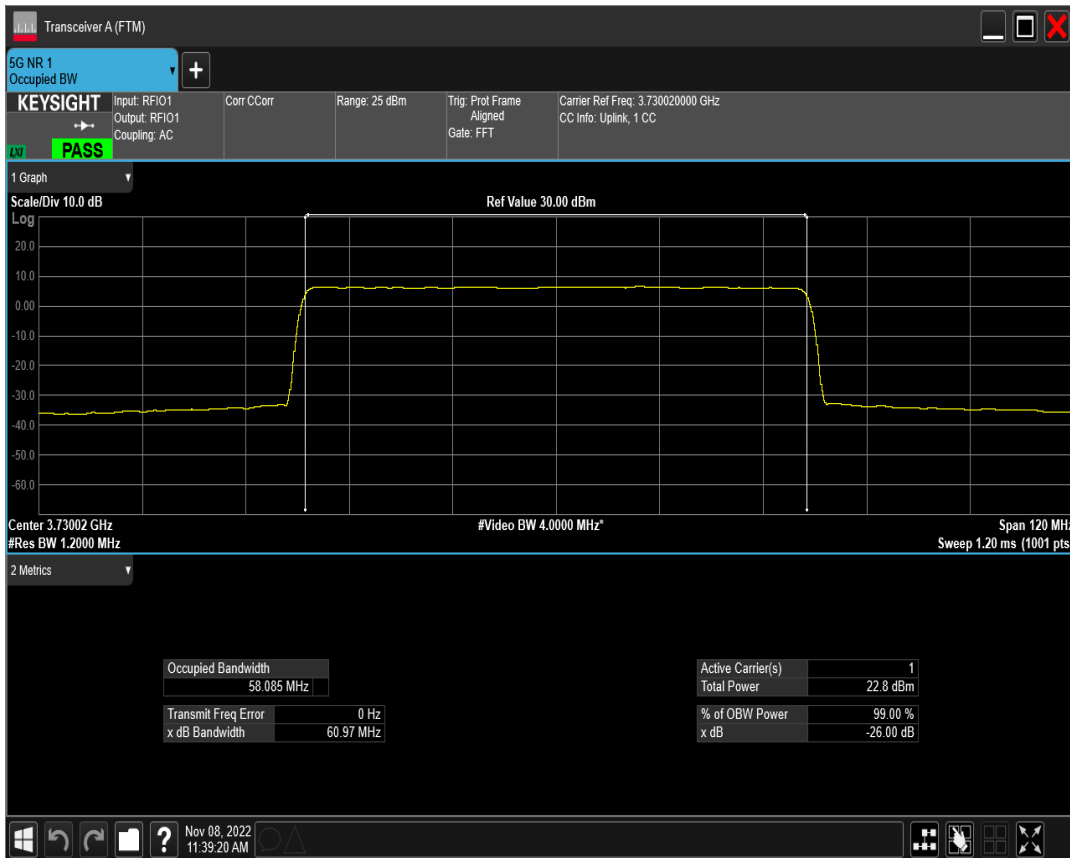 Transceiver A (FTM)
5G NR 1
Occupied BW
+
KEYSIGHT
LXI
PASS
Input: RFIO1
Output: RFIO1
Coupling: AC
Corr CCorr
Range: 25 dBm
Trig: Prot Frame
Aligned
Gate: FFT
Carrier Ref Freq: 3.730020000 GHz
CC Info: Uplink, 1 CC
1 Graph
Scale/Div 10.0 dB
Ref Value 30.00 dBm
Log
20.0
10.0
0.00
-10.0
-20.0
-30.0
-40.0
-50.0
-60.0
Center 3.73002 GHz
#Video BW 4.0000 MHz*
Span 120 MHz
#Res BW 1.2000 MHz
Sweep 1.20 ms (1001 pts
2 Metrics
Occupied Bandwidth
58.085 MHz
Transmit Freq Error 0 Hz
x dB Bandwidth 60.97 MHz
Active Carrier(s) 1
Total Power 22.8 dBm
% of OBW Power 99.00 %
x dB -26.00 dB
?
Nov 08, 2022
11:39:20 AM